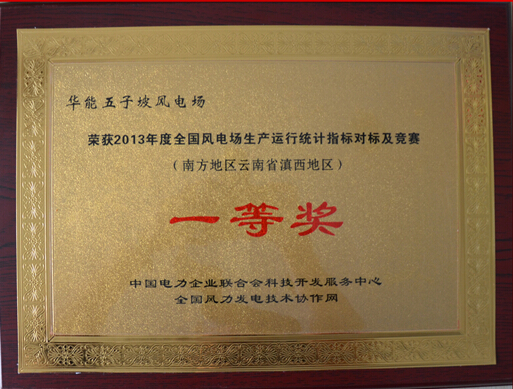 华能五子坡风电场
荣获2013年度全国风电场生产运行统计指标对标及竞赛
（南方地区云南省滇西地区）
一等奖
中国电力企业联合会科技开发服务中心
全国风力发电技术协作网